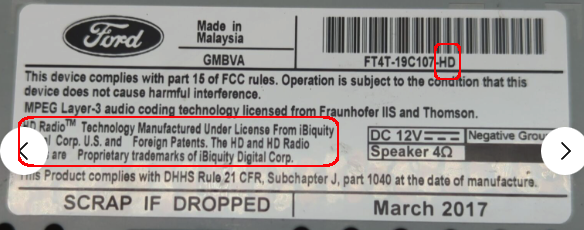 Ford
Made in
Malaysia
GMBVA
FT4T-19C107-HD
This device complies with part 15 of FCC rules. Operation is subject to the condition that this
device does not cause harmful interference.
MPEG Layer-3 audio coding technology licensed from Fraunhofer IIS and Thomson.
HD Radio™ Technology Manufactured Under License From iBiquity
al Corp. U.S. and Foreign Patents. The HD and HD Radio
are Proprietary trademarks of iBiquity Digital Corp.
DC 12V Negative Grou
Speaker 4Ω
This Product complies with DHHS Rule 21 CFR, Subchapter J, part 1040 at the date of manufacture.
SCRAP IF DROPPED
March 2017